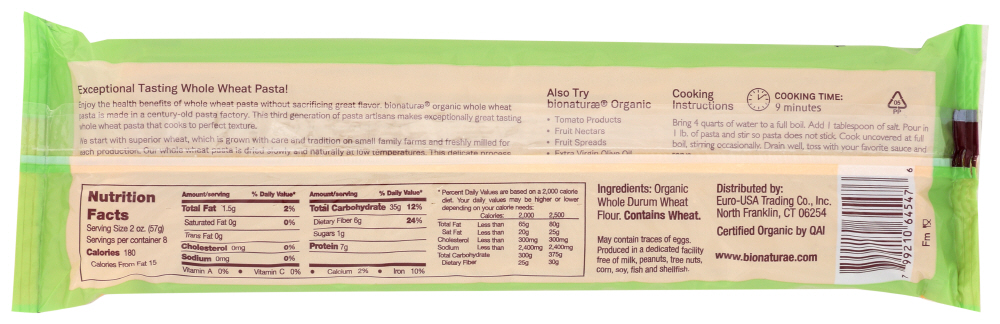 Exceptional Tasting Whole Wheat Pasta!
Enjoy the health benefits of whole wheat pasta without sacrificing great flavor. bionaturæ® organic whole wheat
pasta is made in a century-old pasta factory. This third generation of pasta artisans makes exceptionally great tasting
whole wheat pasta that cooks to perfect texture.
We start with superior wheat, which is grown with care and tradition on small family farms and freshly milled for
each production. Our whole wheat pasta is dried slowly and naturally at low temperatures. This delicate process
Also Try
bionaturæ® Organic
• Tomato Products
• Fruit Nectars
• Fruit Spreads
• Extra Virgin Olive Oil
Cooking
Instructions
COOKING TIME:
9 minutes
05
PP
Bring 4 quarts of water to a full boil. Add 1 tablespoon of salt. Pour in
1 lb. of pasta and stir so pasta does not stick. Cook uncovered at full
boil, stirring occasionally. Drain well, toss with your favorite sauce and
Nutrition
Facts
Serving Size 2 oz. (57g)
Servings per container 8
Calories 180
Calories From Fat 15
Amount/serving % Daily Value*
Total Fat 1.5g 2%
Saturated Fat 0g 0%
Trans Fat 0g
Cholesterol 0mg 0%
Sodium 0mg 0%
Amount/serving % Daily Value*
Total Carbohydrate 35g 12%
Dietary Fiber 6g 24%
Sugars 1g
Protein 7g
Vitamin A 0% • Vitamin C 0% • Calcium 2% • Iron 10%
* Percent Daily Values are based on a 2,000 calorie
diet. Your daily values may be higher or lower
depending on your calorie needs:
Calories: 2,000 2,500
Total Fat Less than 65g 80g
Sat Fat Less than 20g 25g
Cholesterol Less than 300mg 300mg
Sodium Less than 2,400mg 2,400mg
Total Carbohydrate 300g 375g
Dietary Fiber 25g 30g
Ingredients: Organic
Whole Durum Wheat
Flour. Contains Wheat.
May contain traces of eggs.
Produced in a dedicated facility
free of milk, peanuts, tree nuts,
corn, soy, fish and shellfish.
Distributed by:
Euro-USA Trading Co., Inc.
North Franklin, CT 06254
Certified Organic by QAI
www.bionaturae.com
7 99210 64547 6
Fm